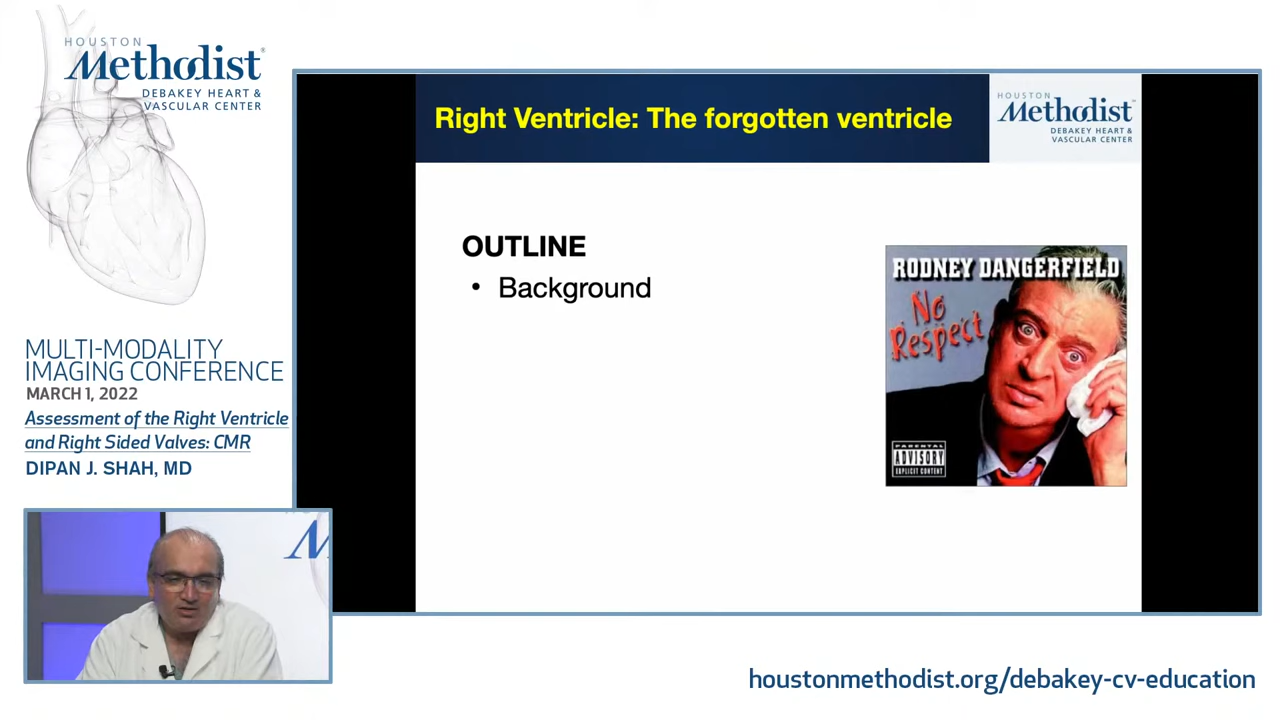 HOUSTON
Methodist®
DEBAKEY HEART &
VASCULAR CENTER
MULTI-MODALITY
IMAGING CONFERENCE
MARCH 1, 2022
Assessment of the Right Ventricle
and Right Sided Valves: CMR
DIPAN J. SHAH, MD
Right Ventricle: The forgotten ventricle
HOUSTON
Methodist
DEBAKEY HEART &
VASCULAR CENTER
OUTLINE
• Background
RODNEY DANGERFIELD
No
Respect
PARENTAL
ADVISORY
EXPLICIT CONTENT
M
houstonmethodist.org/debakey-cv-education